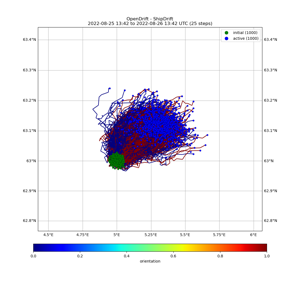 OpenDrift - ShipDrift
2022-08-25 13:42 to 2022-08-26 13:42 UTC (25 steps)
initial (1000)
active (1000)
63.4°N 63.4°N
63.3°N 63.3°N
63.2°N 63.2°N
63.1°N 63.1°N
63°N 63°N
62.9°N 62.9°N
62.8°N 62.8°N
4.5°E 4.75°E 5°E 5.25°E 5.5°E 5.75°E 6°E
0.0 0.2 0.4 0.6 0.8 1.0
orientation